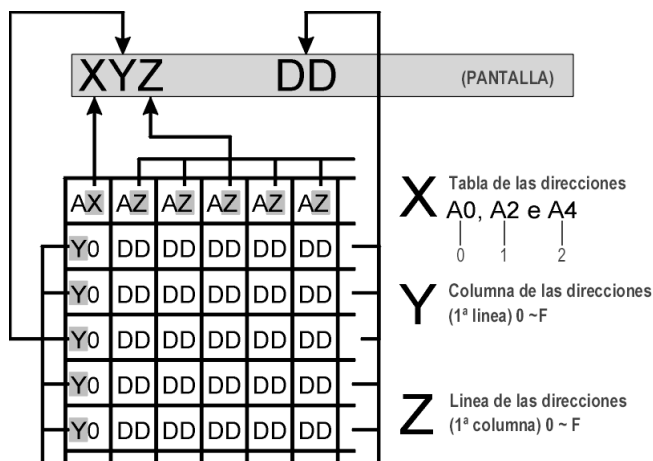 XYZ DD (PANTALLA)
AX AZ AZ AZ AZ AZ
Y0 DD DD DD DD DD
Y0 DD DD DD DD DD
Y0 DD DD DD DD DD
Y0 DD DD DD DD DD
Y0 DD DD DD DD DD
X Tabla de las direcciones
A0, A2 e A4
0 1 2
Y Columna de las direcciones
(1ª linea) 0 ~F
Z Linea de las direcciones
(1ª columna) 0 ~ F